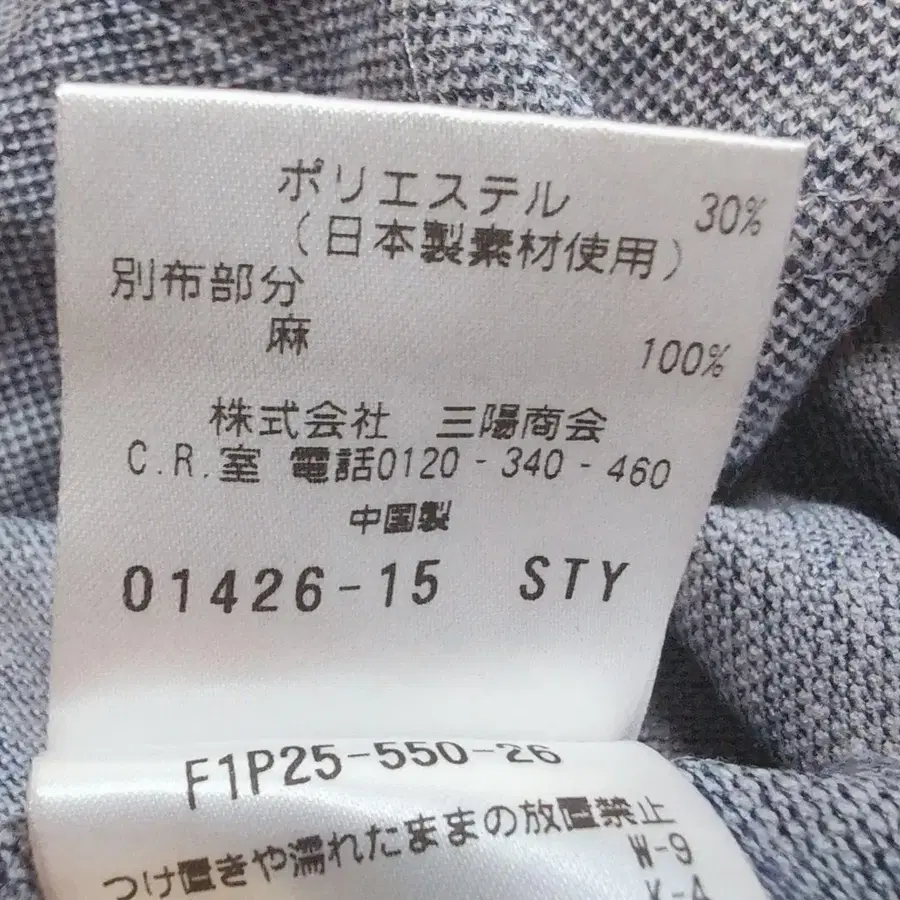 ポリエステル 30%
(日本製素材使用)
別布部分
麻 100%
株式会社 三陽商会
C.R.室 電話0120-340-460
中国製
01426-15 STY
F1P25-550-26
つけ置きや濡れたままの放置禁止
W-9
K-4